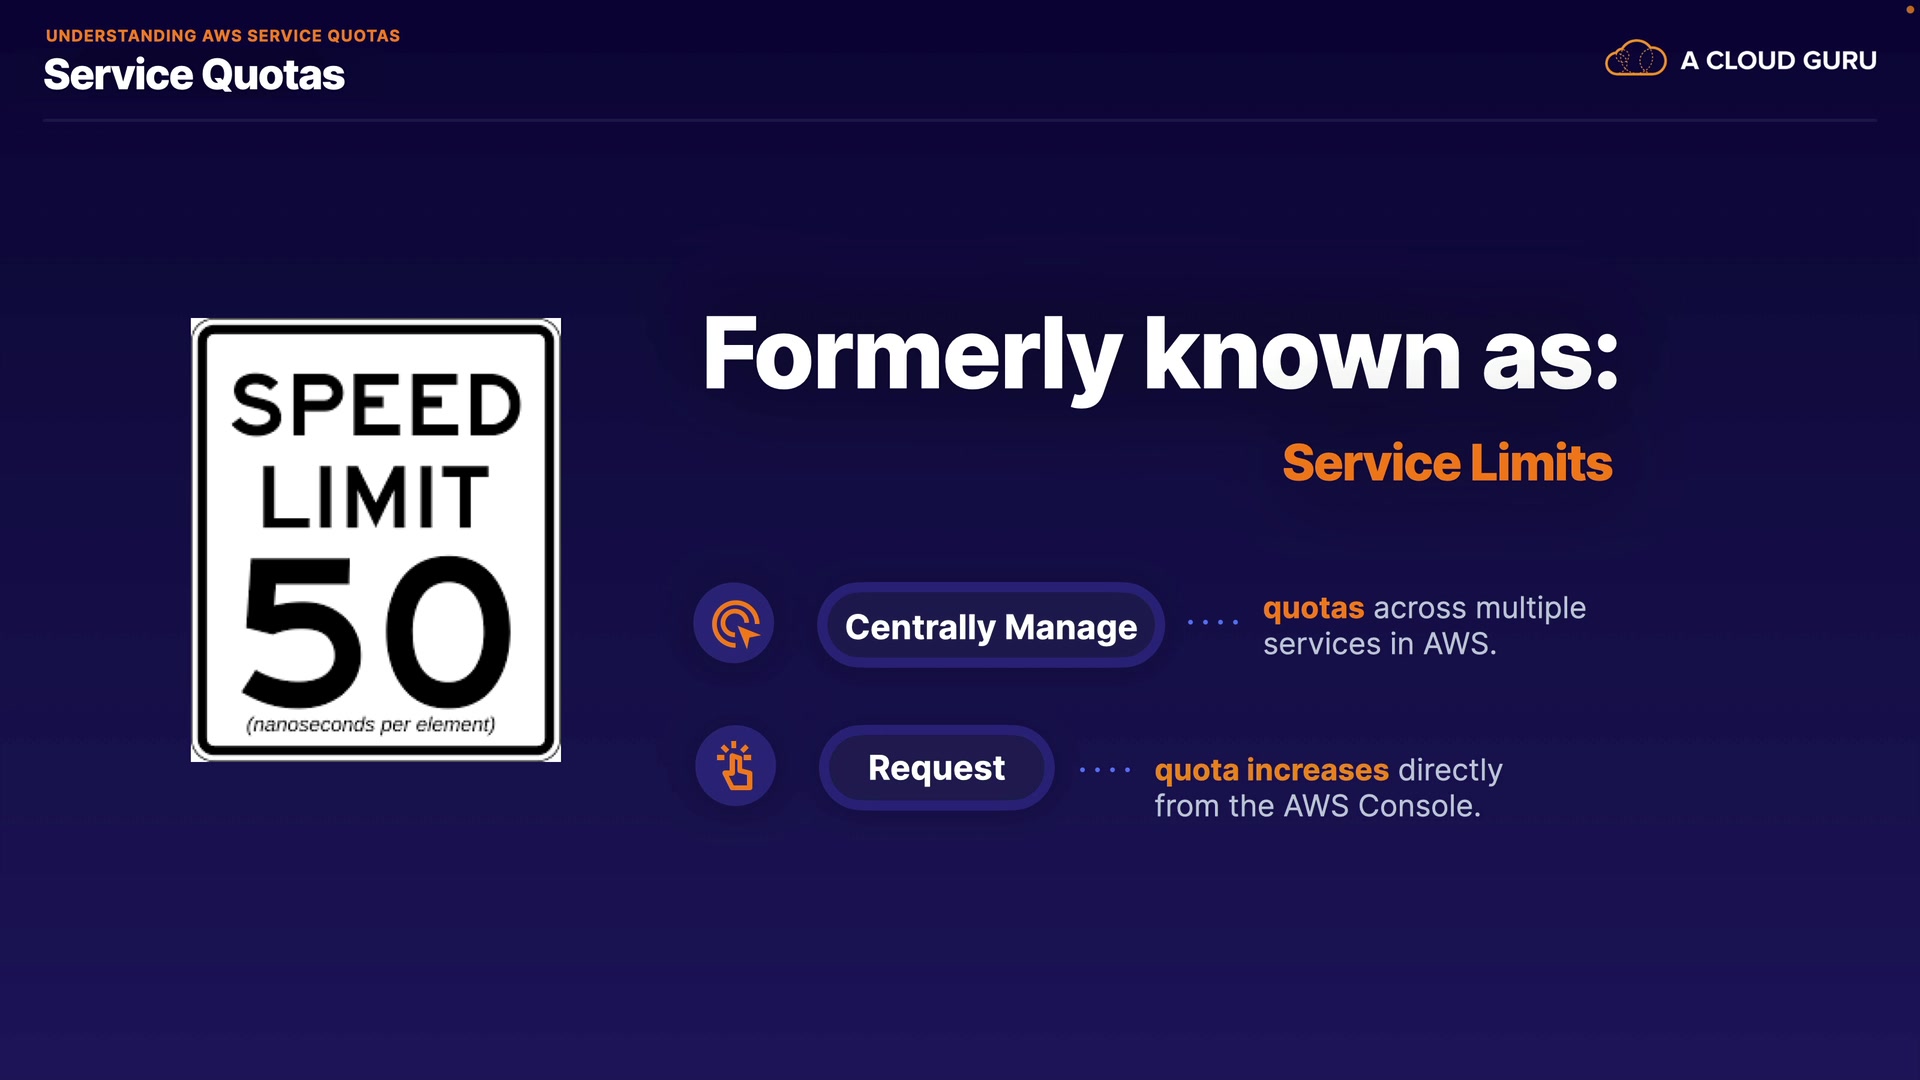 UNDERSTANDING AWS SERVICE QUOTAS
Service Quotas
A CLOUD GURU
SPEED
LIMIT
50
(nanoseconds per element)
Formerly known as:
Service Limits
Centrally Manage
quotas across multiple
services in AWS.
Request
quota increases directly
from the AWS Console.